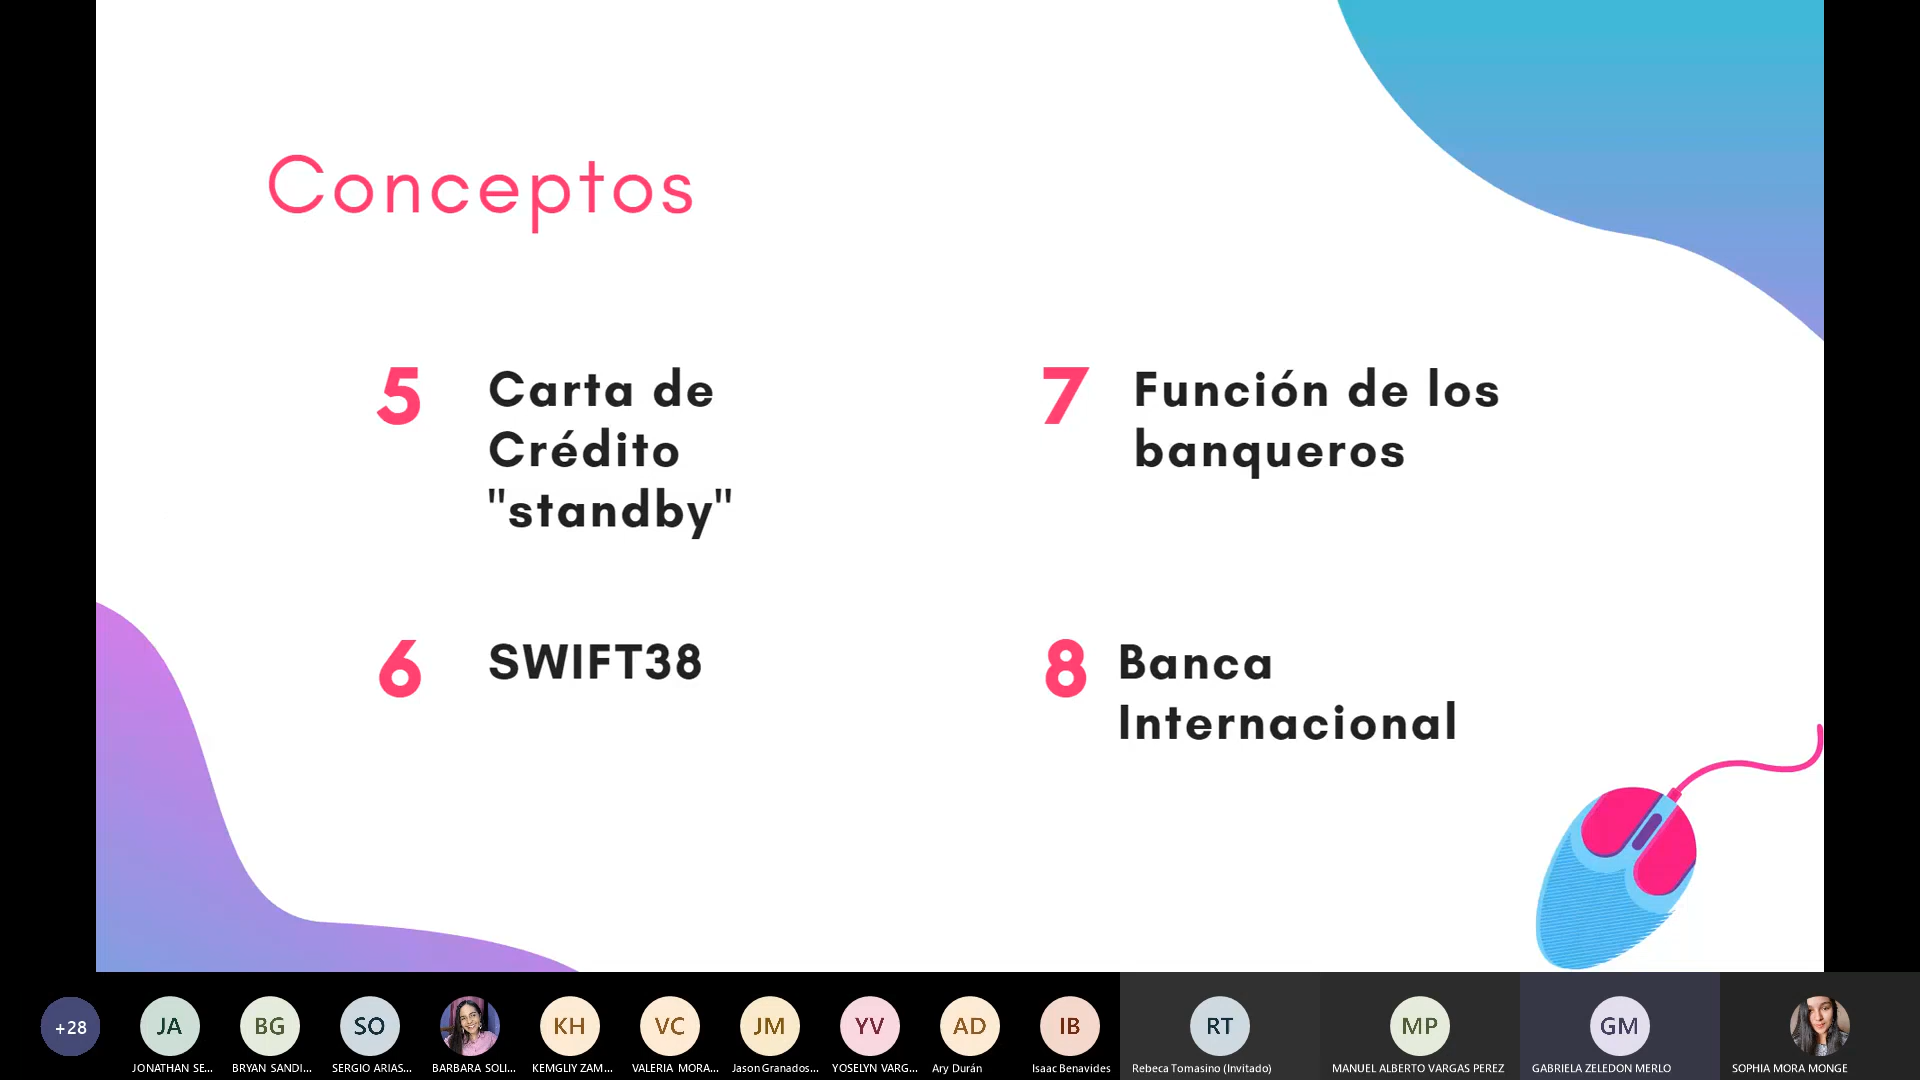 Conceptos
5
Carta de
Crédito
"standby"
7
Función de los
banqueros
6
SWIFT38
8
Banca
Internacional
+28
JA
BG
SO
KH
VC
JM
YV
AD
IB
RT
MP
GM
JONATHAN SE...
BRYAN SANDI...
SERGIO ARIAS...
BARBARA SOLI...
KEMGLIY ZAM...
VALERIA MORA...
Jason Granados...
YOSELYN VARG...
Ary Durán
Isaac Benavides
Rebeca Tomasino (Invitado)
MANUEL ALBERTO VARGAS PEREZ
GABRIELA ZELEDON MERLO
SOPHIA MORA MONGE